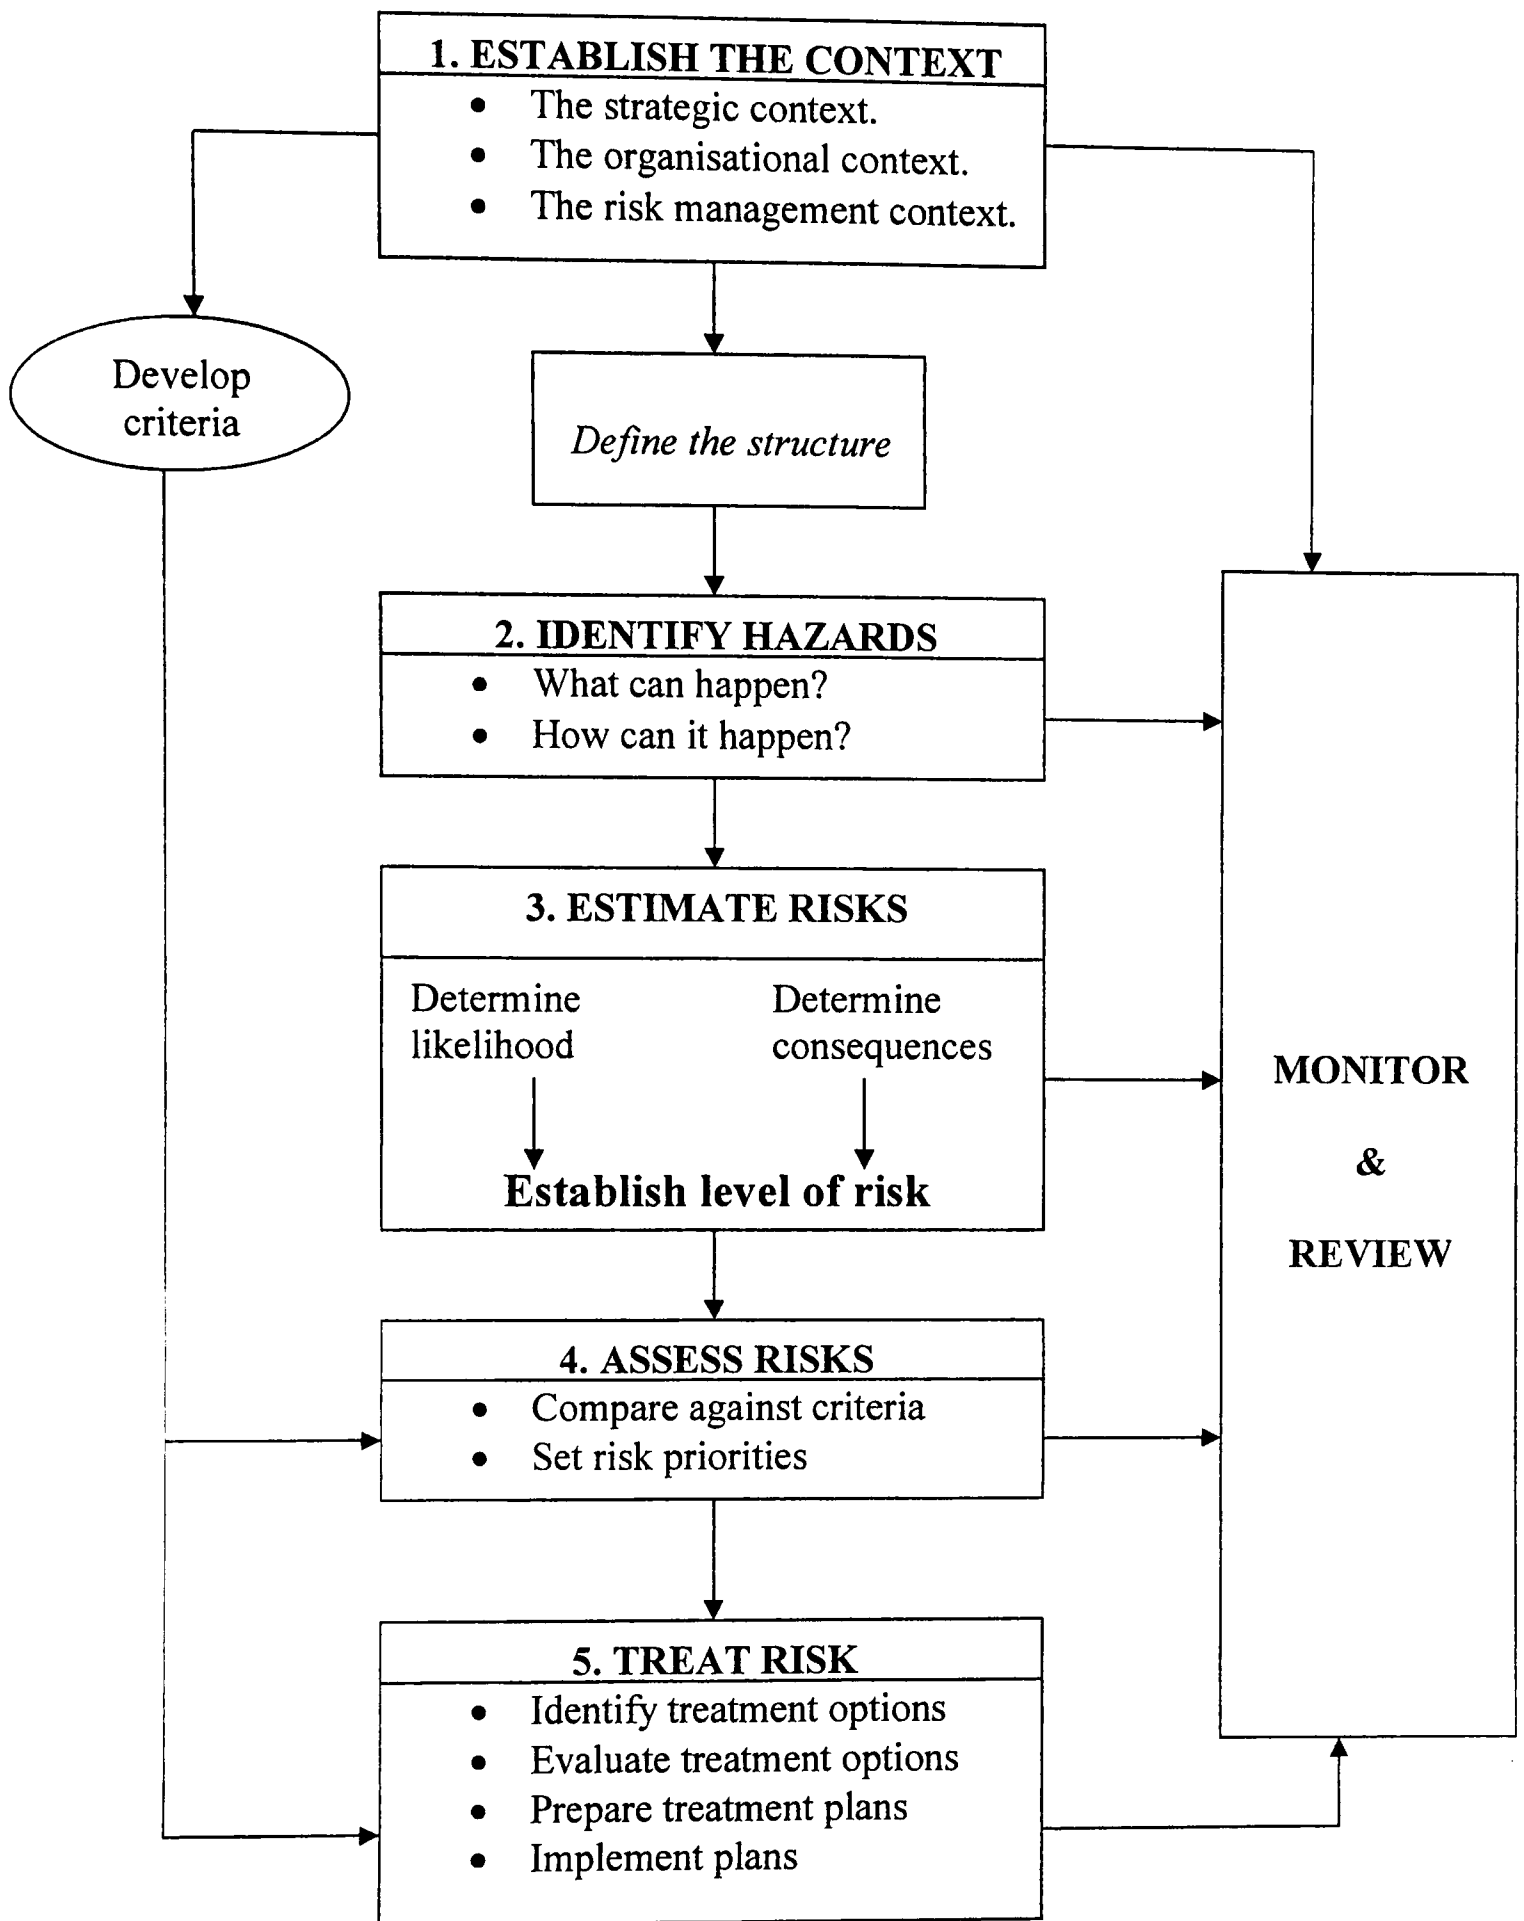 1. ESTABLISH THE CONTEXT
• The strategic context.
• The organisational context.
• The risk management context.
Develop
criteria
Define the structure
2. IDENTIFY HAZARDS
• What can happen?
• How can it happen?
3. ESTIMATE RISKS
Determine
likelihood
Determine
consequences
Establish level of risk
MONITOR
&
REVIEW
4. ASSESS RISKS
• Compare against criteria
• Set risk priorities
5. TREAT RISK
• Identify treatment options
• Evaluate treatment options
• Prepare treatment plans
• Implement plans